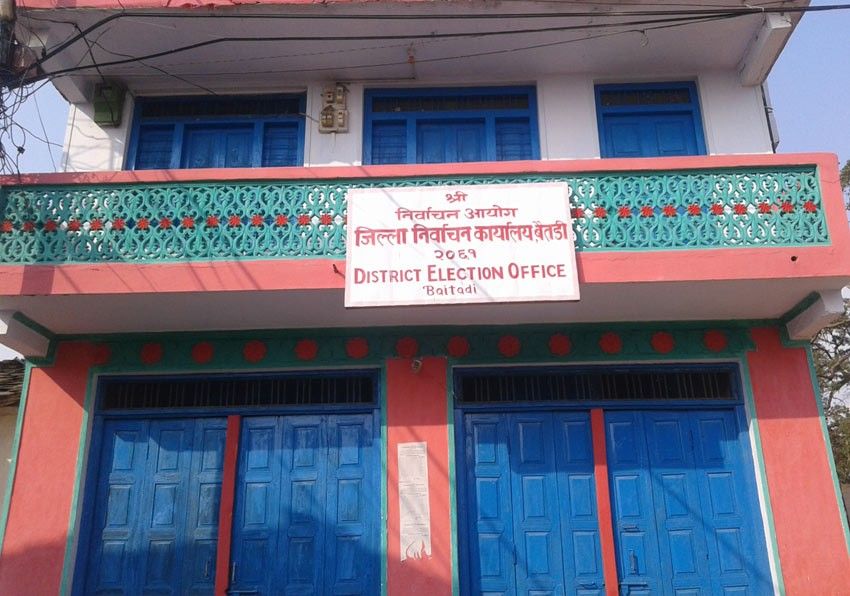 श्री
निर्वाचन आयोग
जिल्ला निर्वाचन कार्यालय बैतडी
२०६१
DISTRICT ELECTION OFFICE
Baitadi